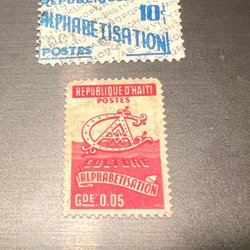 10c
ALPHABETISATION
POSTES
REPUBLIQUE D'HAITI
POSTES
CULTURE
ALPHABETISATION
GDE. 0.05